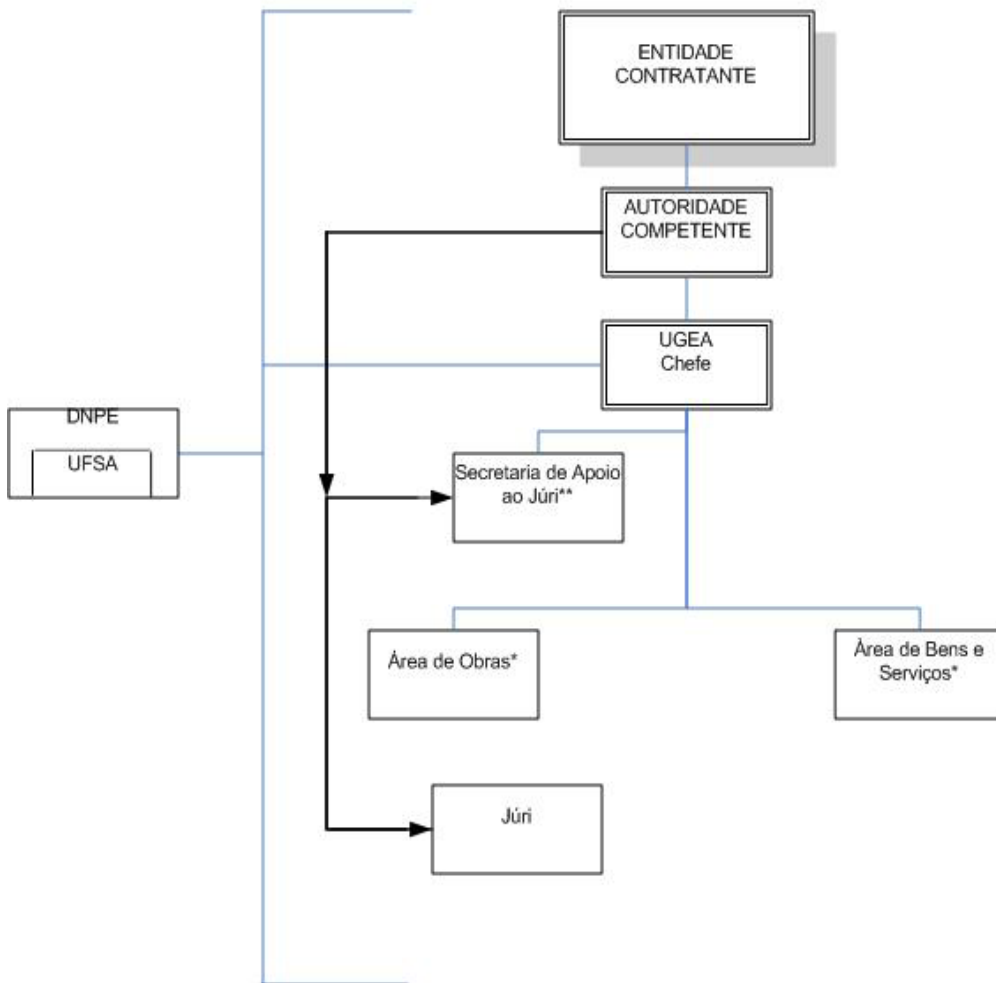 ENTIDADE
CONTRATANTE
AUTORIDADE
COMPETENTE
UGEA
Chefe
DNPE
UFSA
Secretaria de Apoio
ao Júri**
Área de Obras*
Àrea de Bens e
Serviços*
Júri